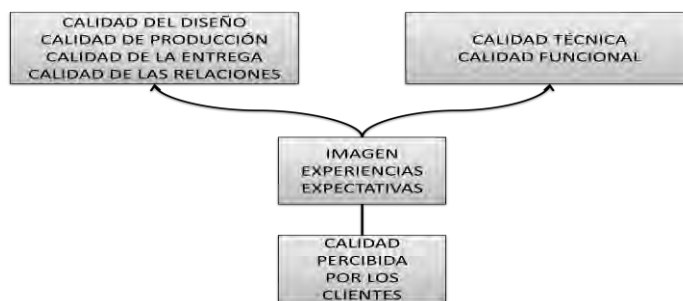 CALIDAD DEL DISEÑO
CALIDAD DE PRODUCCIÓN
CALIDAD DE LA ENTREGA
CALIDAD DE LAS RELACIONES
CALIDAD TÉCNICA
CALIDAD FUNCIONAL
IMAGEN
EXPERIENCIAS
EXPECTATIVAS
CALIDAD
PERCIBIDA
POR LOS
CLIENTES